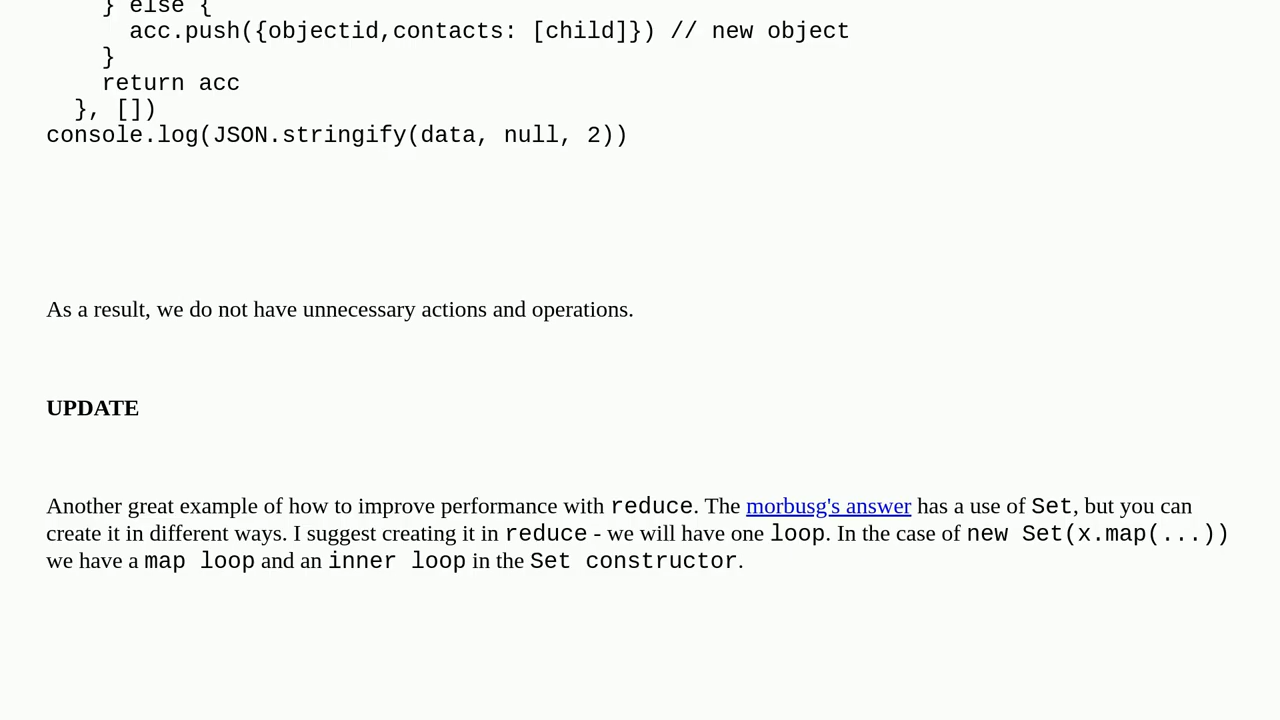 } else {
acc.push({objectid,contacts: [child]}) // new object
}
return acc
}, [])
console.log(JSON.stringify(data, null, 2))
As a result, we do not have unnecessary actions and operations.
UPDATE
Another great example of how to improve performance with reduce. The morbusg's answer has a use of Set, but you can
create it in different ways. I suggest creating it in reduce - we will have one loop. In the case of new Set(x.map(...))
we have a map loop and an inner loop in the Set constructor.